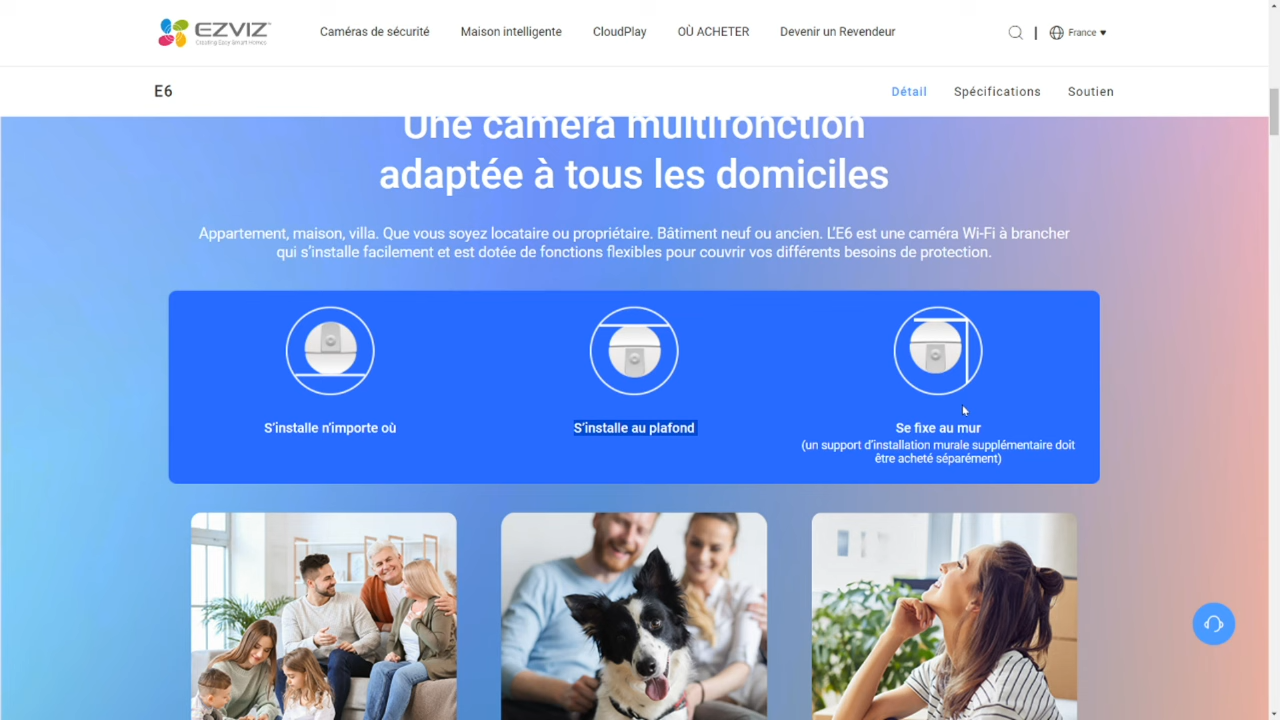 EZVIZ
Creating Easy Smart Homes
Caméras de sécurité
Maison intelligente
CloudPlay
OÙ ACHETER
Devenir un Revendeur
France
E6
Détail
Spécifications
Soutien
Une caméra multifonction
adaptée à tous les domiciles
Appartement, maison, villa. Que vous soyez locataire ou propriétaire. Bâtiment neuf ou ancien. L'E6 est une caméra Wi-Fi à brancher
qui s'installe facilement et est dotée de fonctions flexibles pour couvrir vos différents besoins de protection.
S'installe n'importe où
S'installe au plafond
Se fixe au mur
(un support d'installation murale supplémentaire doit
être acheté séparément)